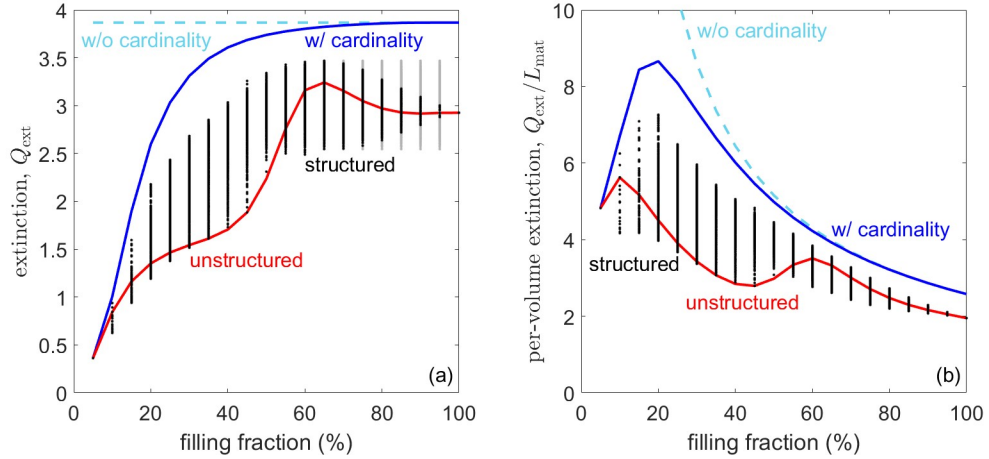 4
3.5
3
2.5
2
1.5
1
0.5
0
extinction, Q_ext
w/o cardinality
w/ cardinality
structured
unstructured
(a)
0 20 40 60 80 100
filling fraction (%)
10
8
6
4
2
0
per-volume extinction, Q_ext/L_mat
w/o cardinality
w/ cardinality
structured
unstructured
(b)
0 20 40 60 80 100
filling fraction (%)